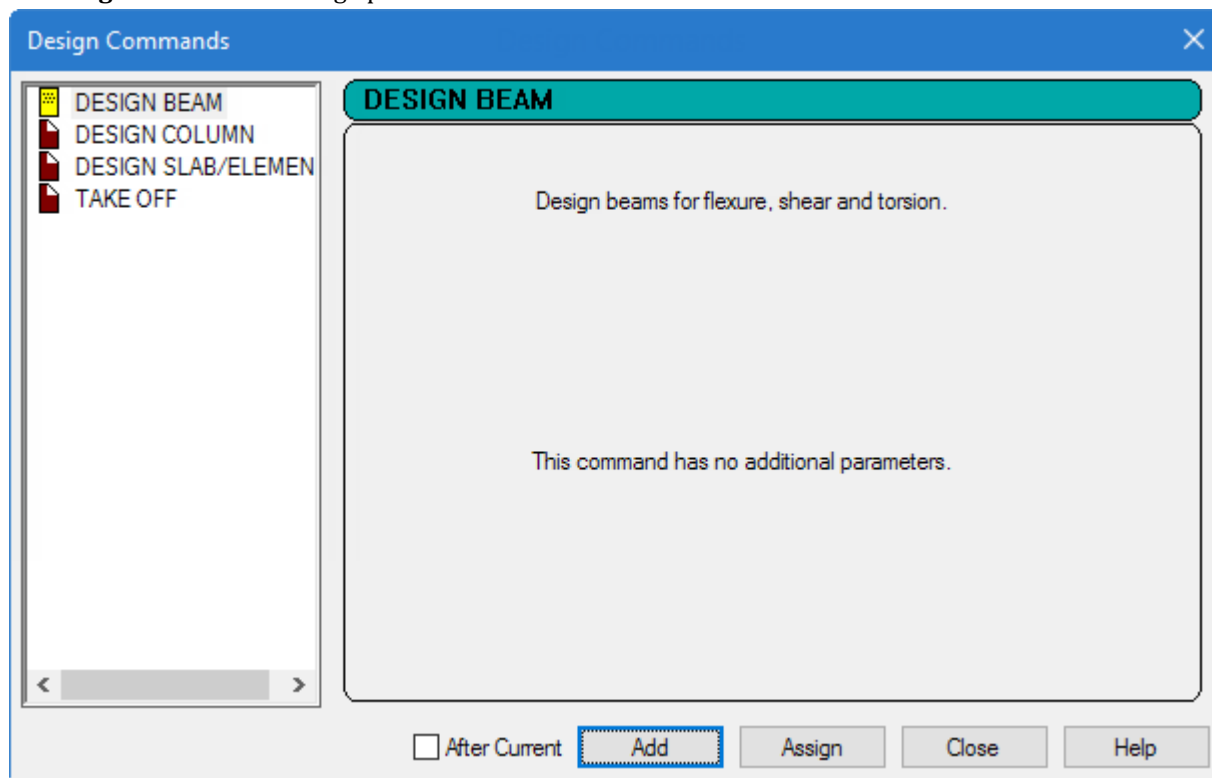 Design Commands
DESIGN BEAM
DESIGN COLUMN
DESIGN SLAB/ELEMEN
TAKE OFF
DESIGN BEAM
Design beams for flexure, shear and torsion.
This command has no additional parameters.
After Current
Add
Assign
Close
Help